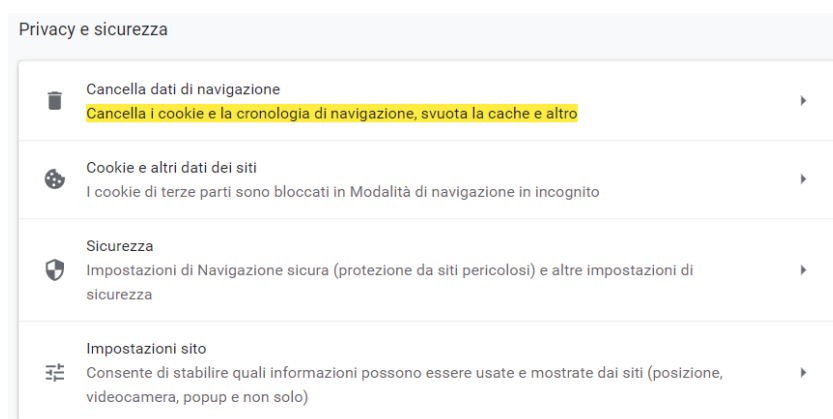 Privacy e sicurezza
Cancella dati di navigazione
Cancella i cookie e la cronologia di navigazione, svuota la cache e altro
Cookie e altri dati dei siti
I cookie di terze parti sono bloccati in Modalità di navigazione in incognito
Sicurezza
Impostazioni di Navigazione sicura (protezione da siti pericolosi) e altre impostazioni di
sicurezza
Impostazioni sito
Consente di stabilire quali informazioni possono essere usate e mostrate dai siti (posizione,
videocamera, popup e non solo)